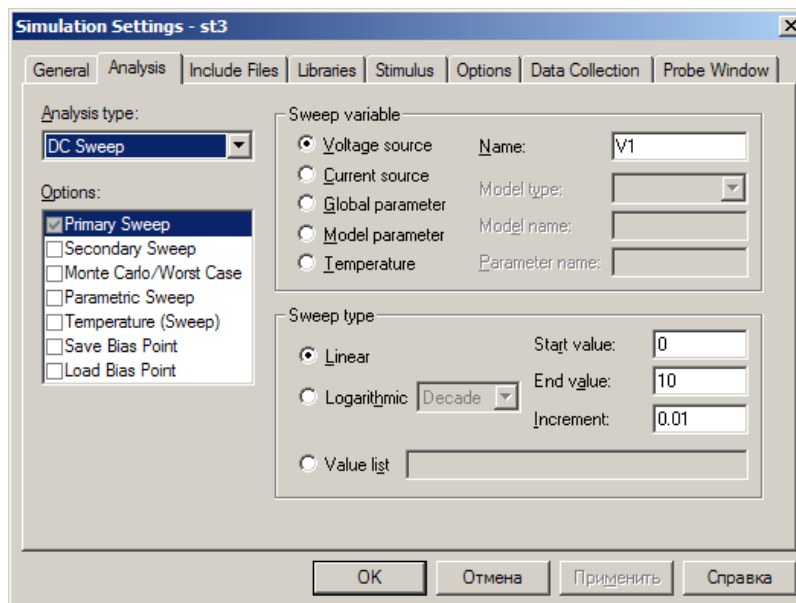 Simulation Settings - st3
General Analysis Include Files Libraries Stimulus Options Data Collection Probe Window
Analysis type:
DC Sweep
Options:
Primary Sweep
Secondary Sweep
Monte Carlo/Worst Case
Parametric Sweep
Temperature (Sweep)
Save Bias Point
Load Bias Point
Sweep variable
Voltage source
Current source
Global parameter
Model parameter
Temperature
Name: V1
Model type:
Model name:
Parameter name:
Sweep type
Linear
Logarithmic Decade
Value list
Start value: 0
End value: 10
Increment: 0.01
OK Отмена Применить Справка